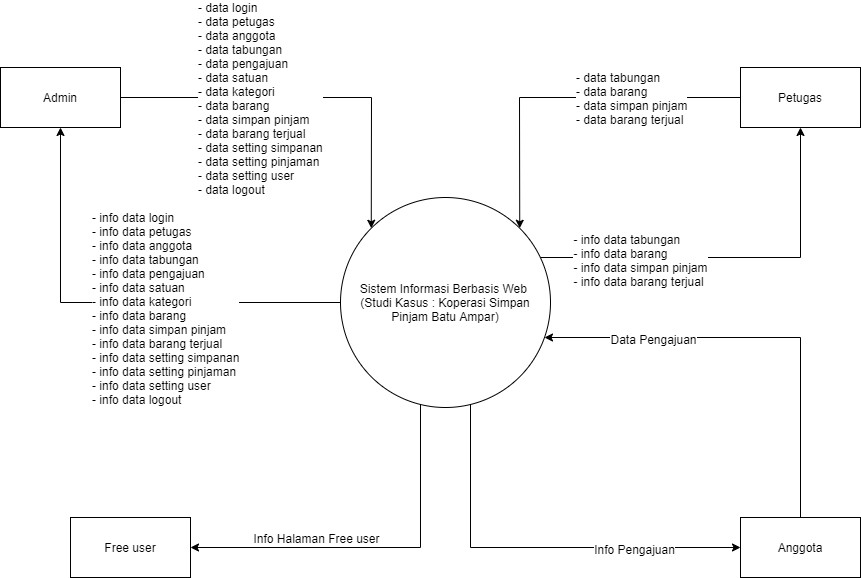 - data login
- data petugas
- data anggota
- data tabungan
- data pengajuan
- data satuan
- data kategori
- data barang
- data simpan pinjam
- data barang terjual
- data setting simpanan
- data setting pinjaman
- data setting user
- data logout
Admin
- data tabungan
- data barang
- data simpan pinjam
- data barang terjual
Petugas
- info data login
- info data petugas
- info data anggota
- info data tabungan
- info data pengajuan
- info data satuan
- info data kategori
- info data barang
- info data simpan pinjam
- info data barang terjual
- info data setting simpanan
- info data setting pinjaman
- info data setting user
- info data logout
Sistem Informasi Berbasis Web
(Studi Kasus : Koperasi Simpan
Pinjam Batu Ampar)
- info data tabungan
- info data barang
- info data simpan pinjam
- info data barang terjual
Data Pengajuan
Free user
Info Halaman Free user
Info Pengajuan
Anggota